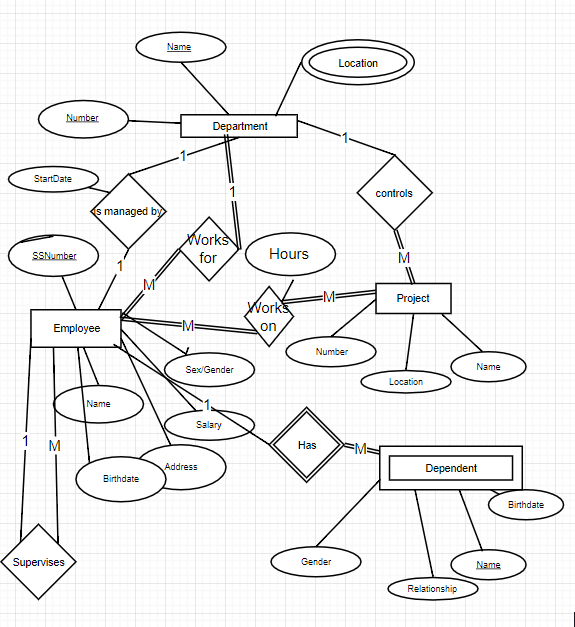 Name
Location
Number
Department
1
1
StartDate
controls
is managed by
1
Works
for
Hours
SSNumber
M
1
M
M
Project
Works
on
M
Employee
Number
Name
Sex/Gender
Location
Name
1
Salary
1
M
Has
M
Address
Dependent
Birthdate
Birthdate
Supervises
Gender
Name
Relationship